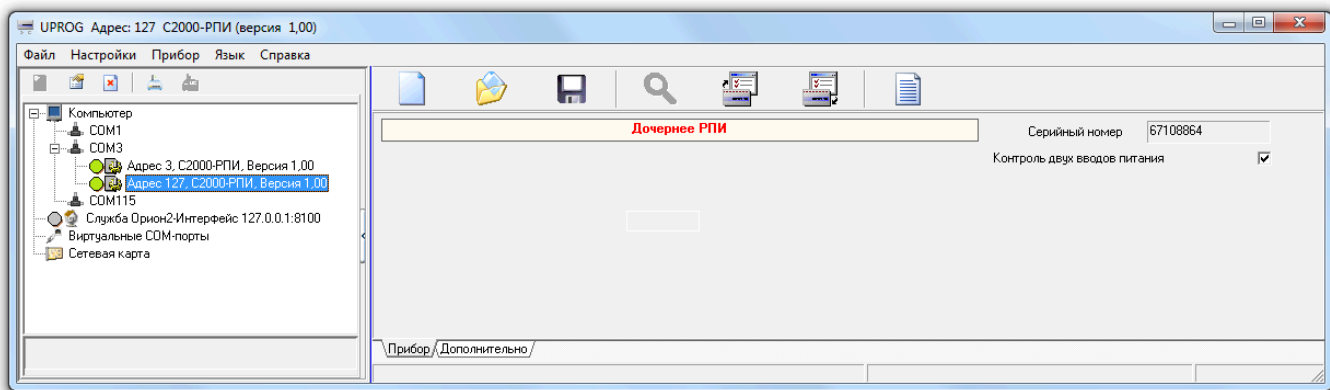 UPROG Адрес: 127 С2000-РПИ (версия 1,00)
Файл Настройки Прибор Язык Справка
Компьютер
COM1
COM3
Адрес 3, С2000-РПИ, Версия 1,00
Адрес 127, С2000-РПИ, Версия 1,00
COM115
Служба Орион2-Интерфейс 127.0.0.1:8100
Виртуальные COM-порты
Сетевая карта
Дочернее РПИ
Серийный номер 67108864
Контроль двух вводов питания
Прибор Дополнительно